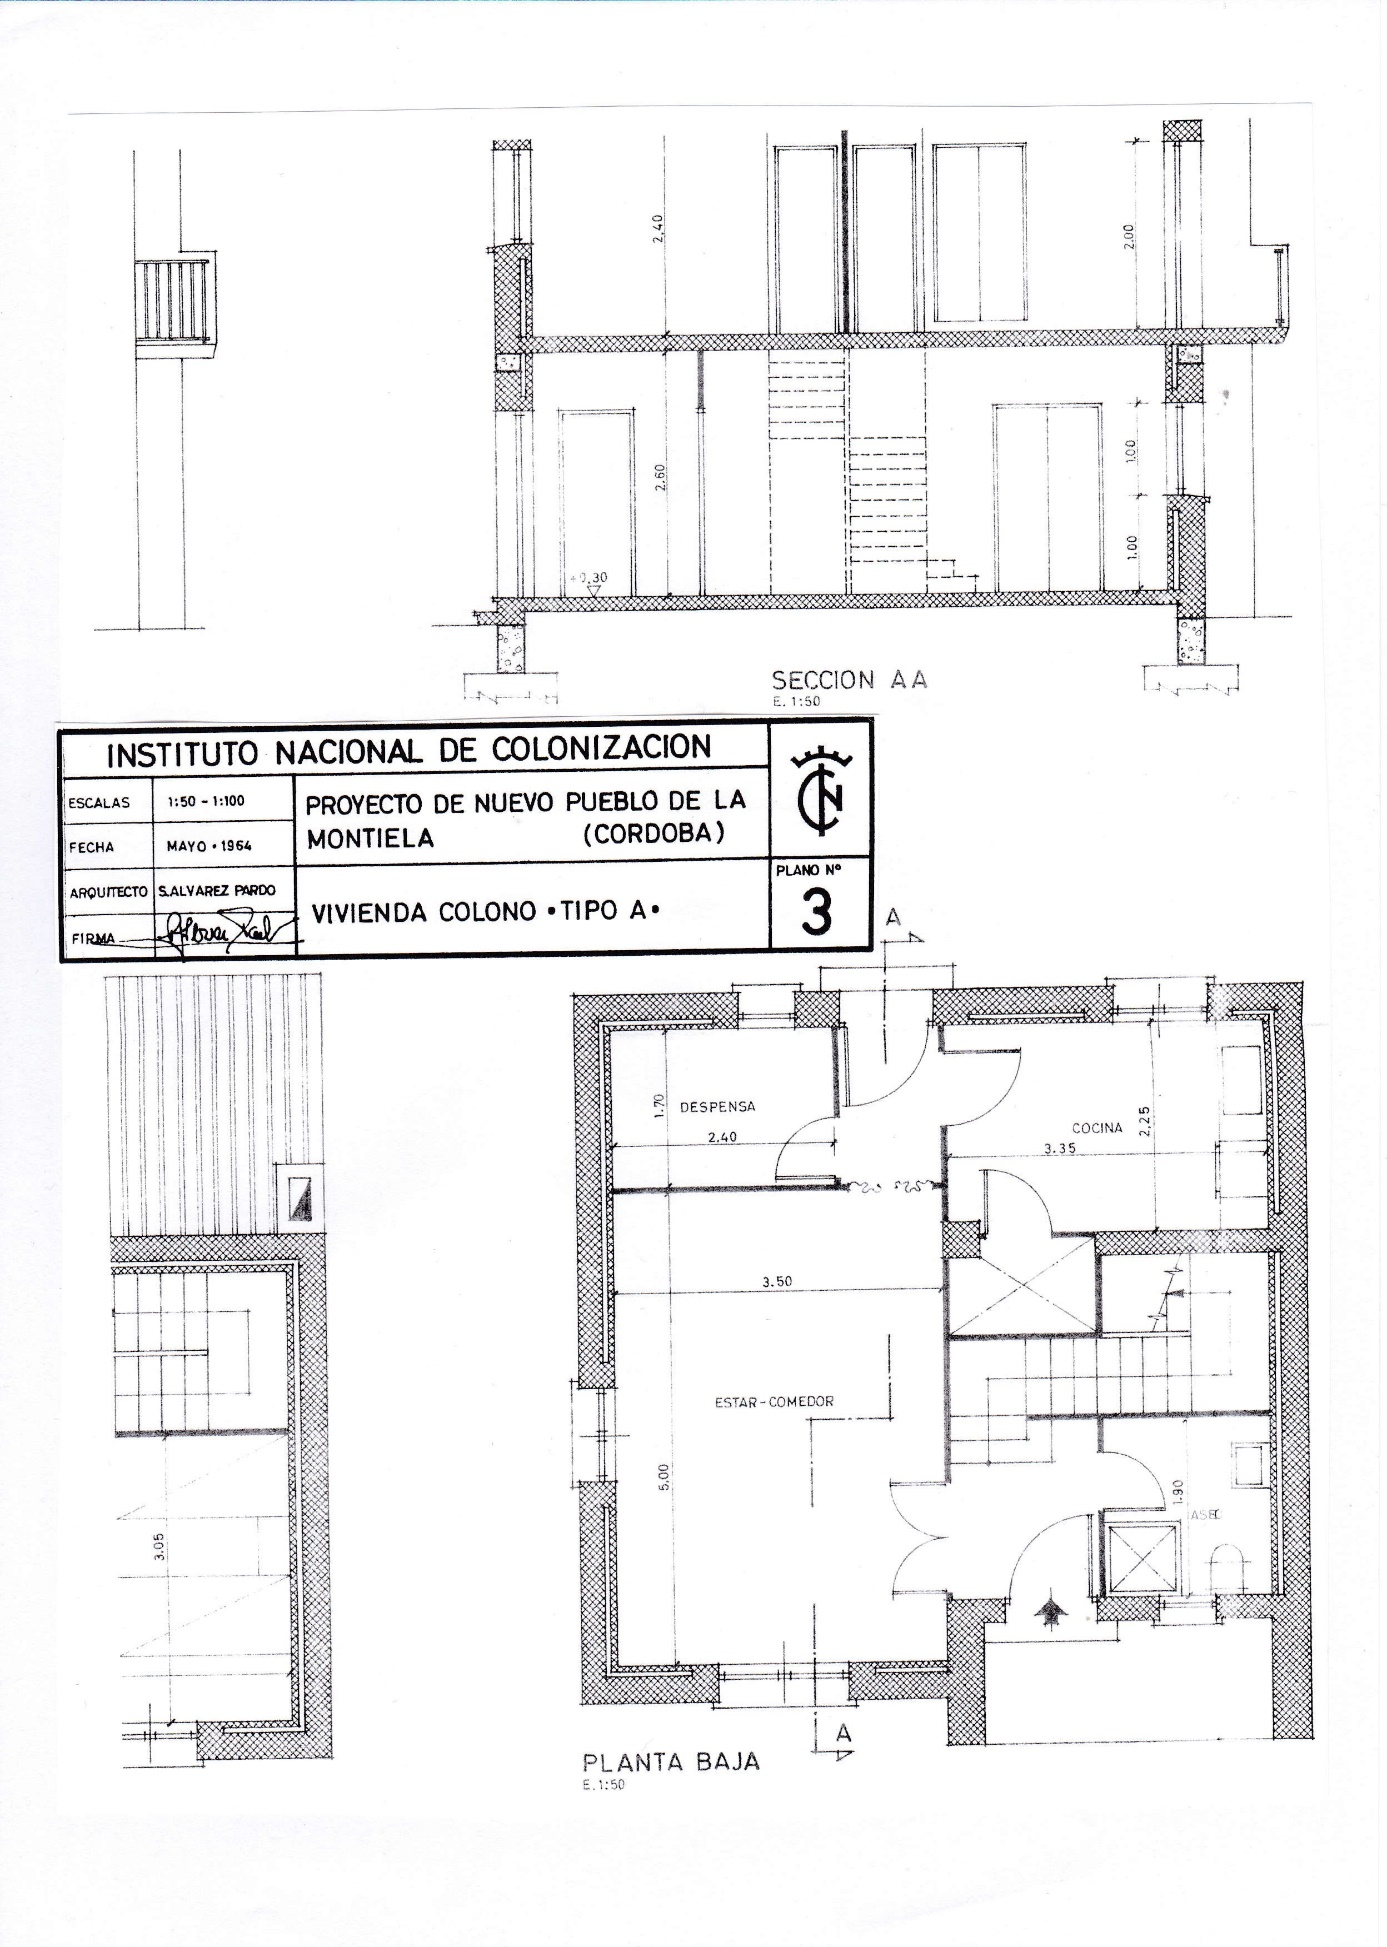 2,40
2,00
2,60
1,00
1,00
+0,30
SECCION AA
E. 1:50
INSTITUTO NACIONAL DE COLONIZACION
ESCALAS 1:50 - 1:100
PROYECTO DE NUEVO PUEBLO DE LA
MONTIELA (CORDOBA)
FECHA MAYO • 1964
ARQUITECTO S.ALVAREZ PARDO
FIRMA
VIVIENDA COLONO • TIPO A •
PLANO Nº
3
A
DESPENSA
1.70
2.40
COCINA
2,25
3.35
3.50
ESTAR-COMEDOR
5.00
1.90
ASEO
3.05
A
PLANTA BAJA
E. 1:50